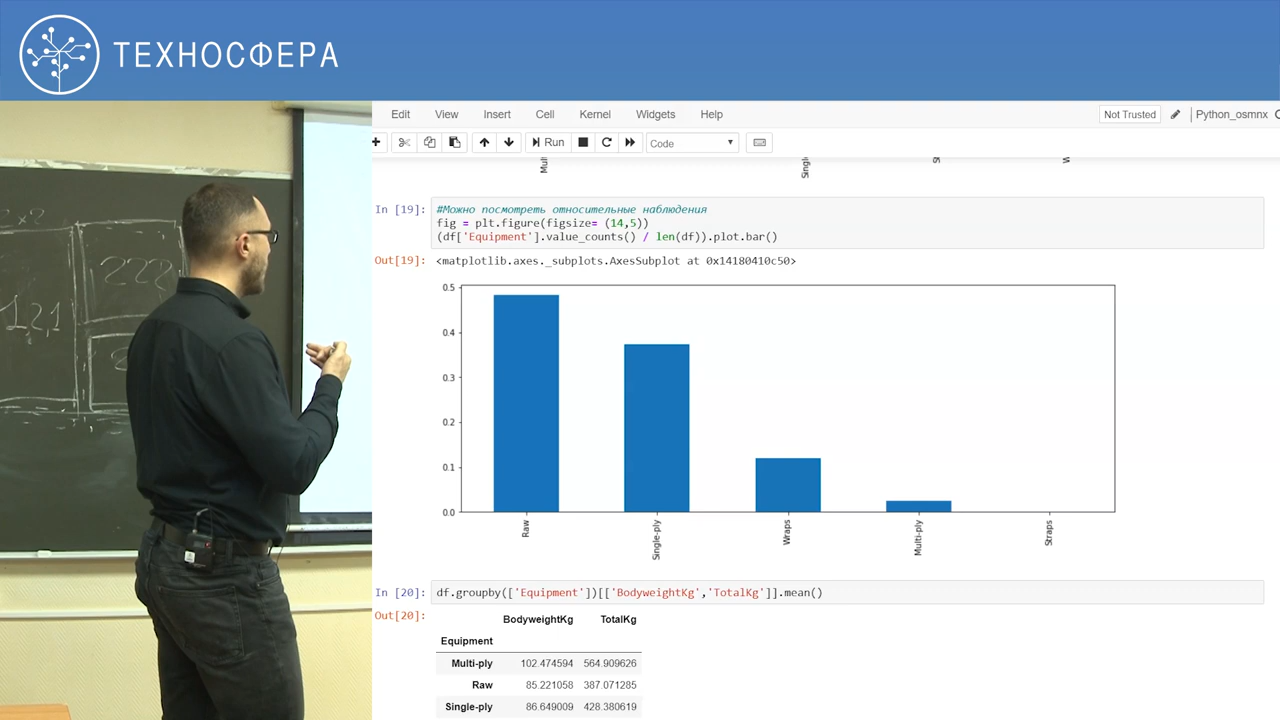 ТЕХНОСФЕРА
Edit View Insert Cell Kernel Widgets Help
Not Trusted
Python_osmnx
Run
Code
In [19]:
#Можно посмотреть относительные наблюдения
fig = plt.figure(figsize= (14,5))
(df['Equipment'].value_counts() / len(df)).plot.bar()
Out[19]:
<matplotlib.axes._subplots.AxesSubplot at 0x14180410c50>
0.5
0.4
0.3
0.2
0.1
0.0
Raw
Single-ply
Wraps
Multi-ply
Straps
In [20]:
df.groupby(['Equipment'])[['BodyweightKg','TotalKg']].mean()
Out[20]:
BodyweightKg TotalKg
Equipment
Multi-ply 102.474594 564.909626
Raw 85.221058 387.071285
Single-ply 86.649009 428.380619
222